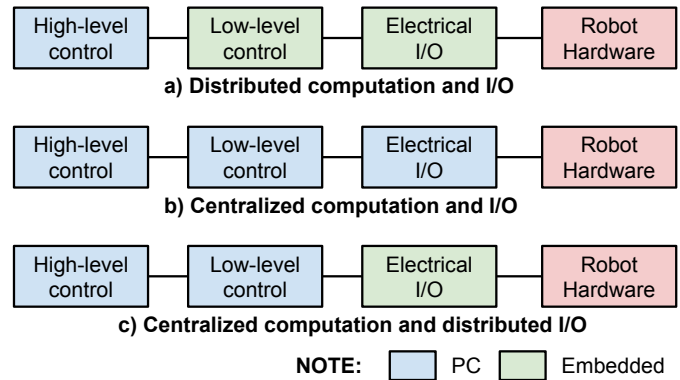 High-level control Low-level control Electrical I/O Robot Hardware
a) Distributed computation and I/O
High-level control Low-level control Electrical I/O Robot Hardware
b) Centralized computation and I/O
High-level control Low-level control Electrical I/O Robot Hardware
c) Centralized computation and distributed I/O
NOTE: PC Embedded